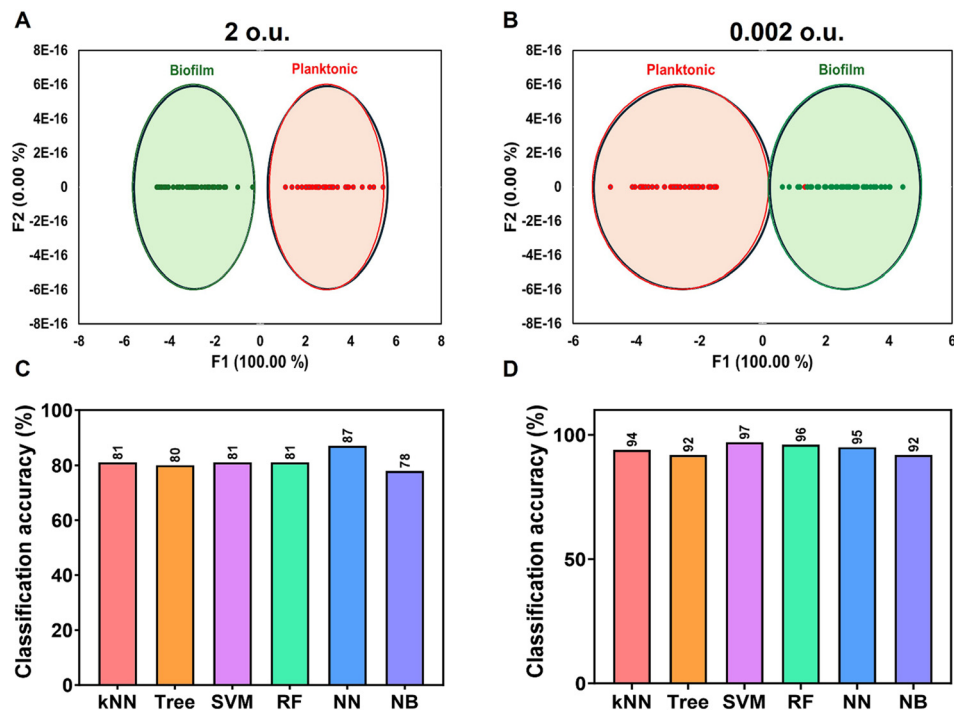 A
2 o.u.
8E-16
6E-16
4E-16
2E-16
0
-2E-16
-4E-16
-6E-16
-8E-16
F2 (0.00 %)
Biofilm
Planktonic
-8
-6
-4
-2
0
2
4
6
8
F1 (100.00 %)
B
0.002 o.u.
8E-16
6E-16
4E-16
2E-16
0
-2E-16
-4E-16
-6E-16
-8E-16
F2 (0.00 %)
Planktonic
Biofilm
-6
-4
-2
0
2
4
6
F1 (100.00 %)
C
Classification accuracy (%)
100
80
60
40
20
0
81
80
81
81
87
78
kNN
Tree
SVM
RF
NN
NB
D
Classification accuracy (%)
100
50
0
94
92
97
96
95
92
kNN
Tree
SVM
RF
NN
NB